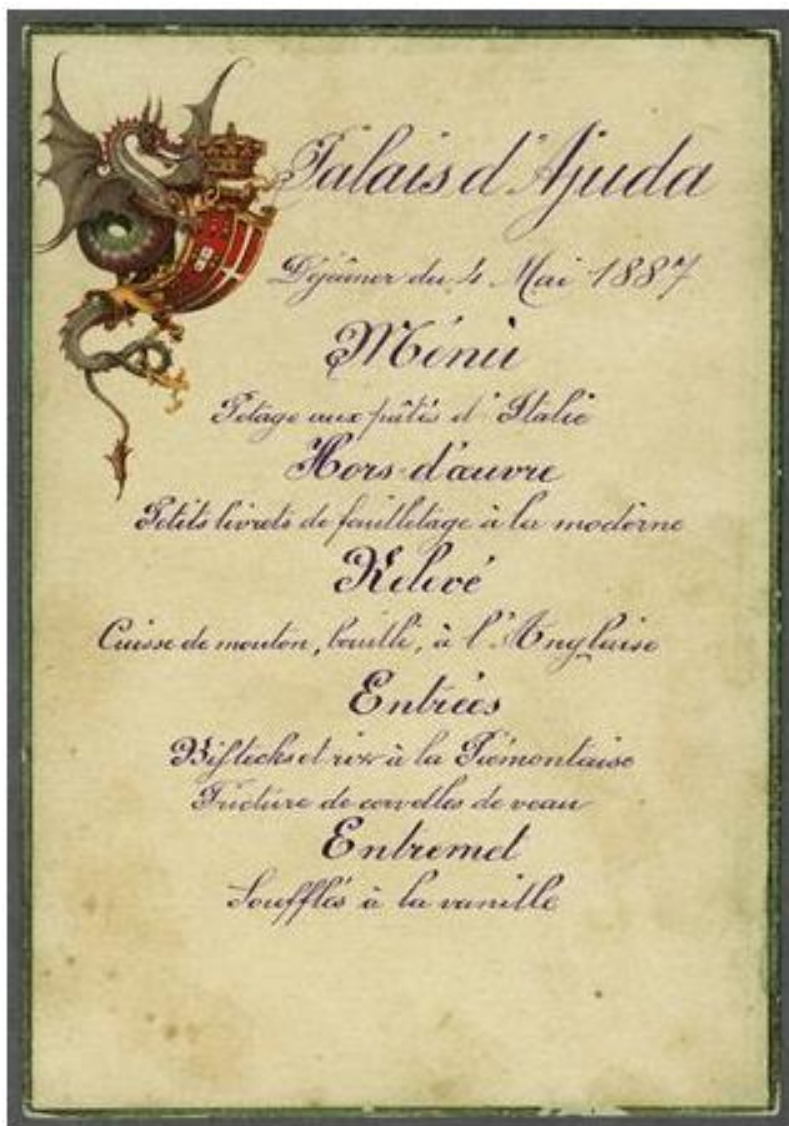 Palais d'Ajuda
Déjeûner du 4 Mai 1887
Ménù
Potage aux pâtés d'Italie
Hors-d'œuvre
Petits livrets de feuilletage à la moderne
Relevé
Cuisse de mouton, bouilli, à l'Anglaise
Entrées
Biftecks et riz à la Piémontaise
Friture de cervelles de veau
Entremet
Soufflés à la vanille